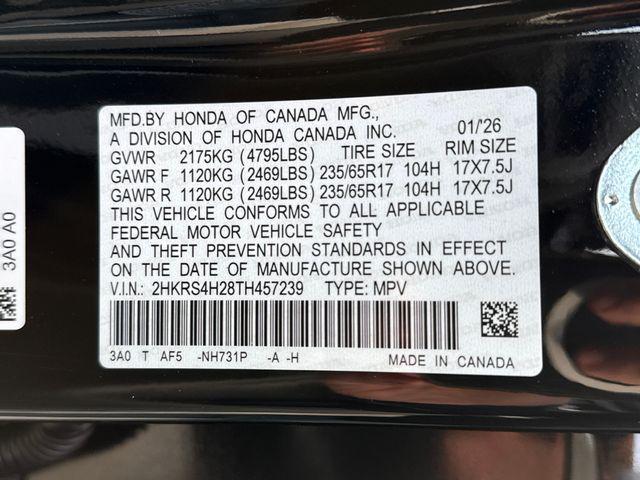 MFD.BY HONDA OF CANADA MFG.,
A DIVISION OF HONDA CANADA INC. 01/'26
GVWR 2175KG (4795LBS) TIRE SIZE RIM SIZE
GAWR F 1120KG (2469LBS) 235/65R17 104H 17X7.5J
GAWR R 1120KG (2469LBS) 235/65R17 104H 17X7.5J
THIS VEHICLE CONFORMS TO ALL APPLICABLE
FEDERAL MOTOR VEHICLE SAFETY
AND THEFT PREVENTION STANDARDS IN EFFECT
ON THE DATE OF MANUFACTURE SHOWN ABOVE.
V.I.N.: 2HKRS4H28TH457239 TYPE: MPV
3A0 T AF5 -NH731P -A -H MADE IN CANADA
3A0 A0